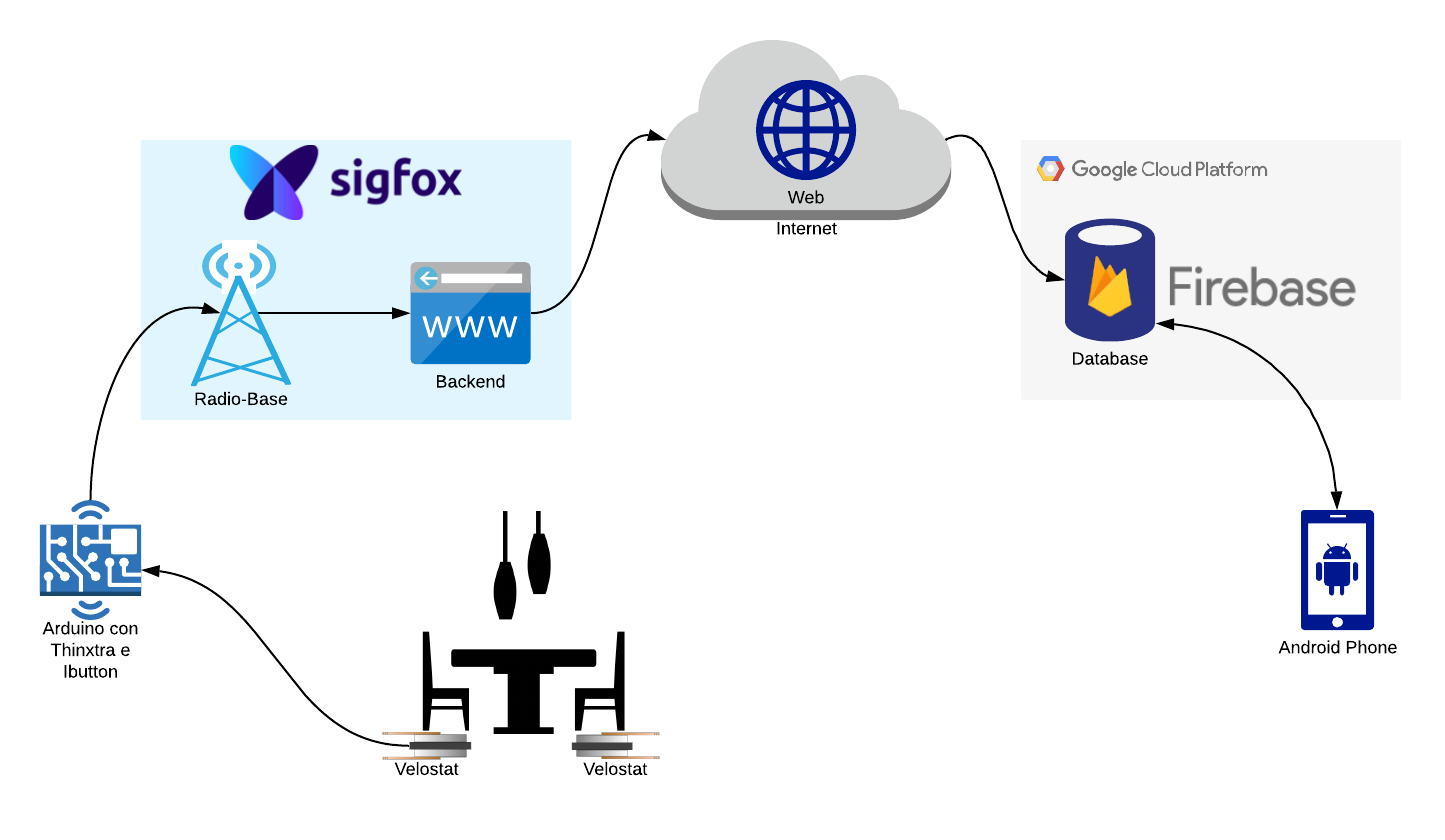 sigfox
Radio-Base
www
Backend
Web
Internet
Google Cloud Platform
Firebase
Database
Arduino con
Thinxtra e
Ibutton
Velostat
Velostat
Android Phone